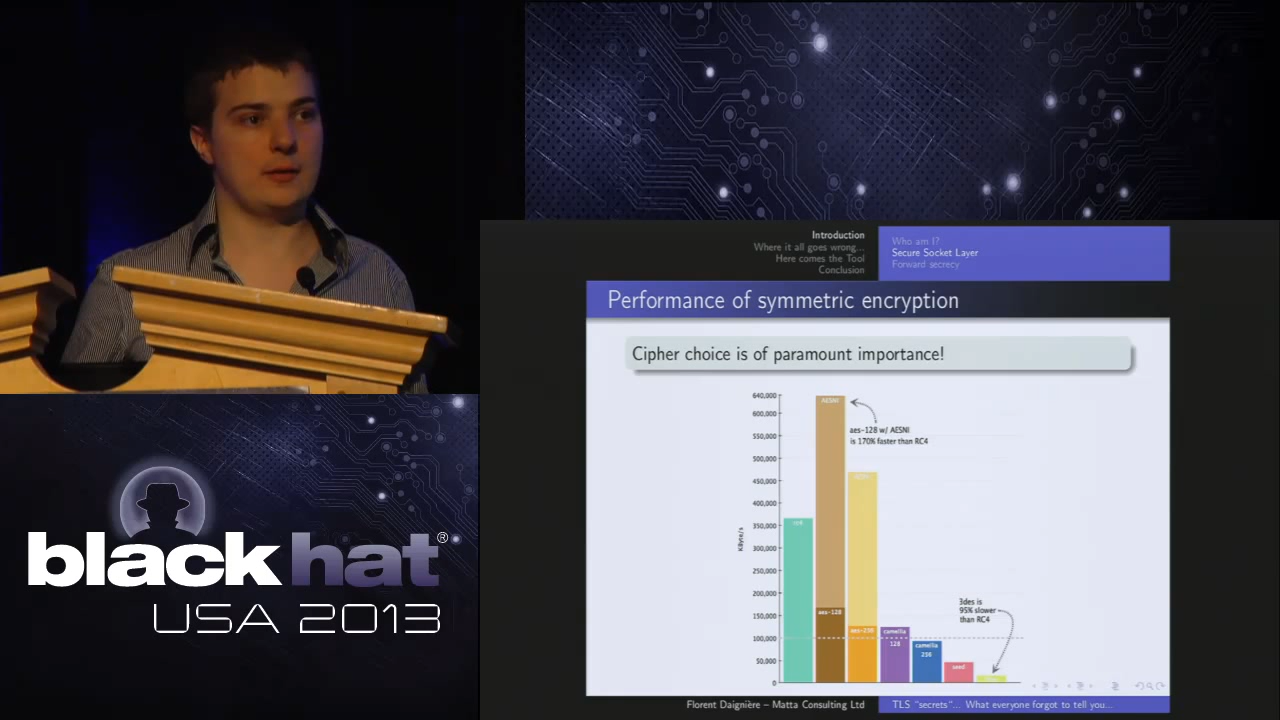 Introduction
Where it all goes wrong...
Here comes the Tool
Conclusion
Who am I?
Secure Socket Layer
Forward secrecy
Performance of symmetric encryption
Cipher choice is of paramount importance!
640,000
600,000
550,000
500,000
450,000
400,000
350,000
300,000
250,000
200,000
150,000
100,000
50,000
0
KByte/s
AESNI
aes-128 w/ AESNI
is 170% faster than RC4
rc4
aes-128
aes-256
camellia
128
camellia
256
seed
3des is
95% slower
than RC4
Florent Daignière – Matta Consulting Ltd
TLS "secrets"... What everyone forgot to tell you...
blackhat®
USA 2013